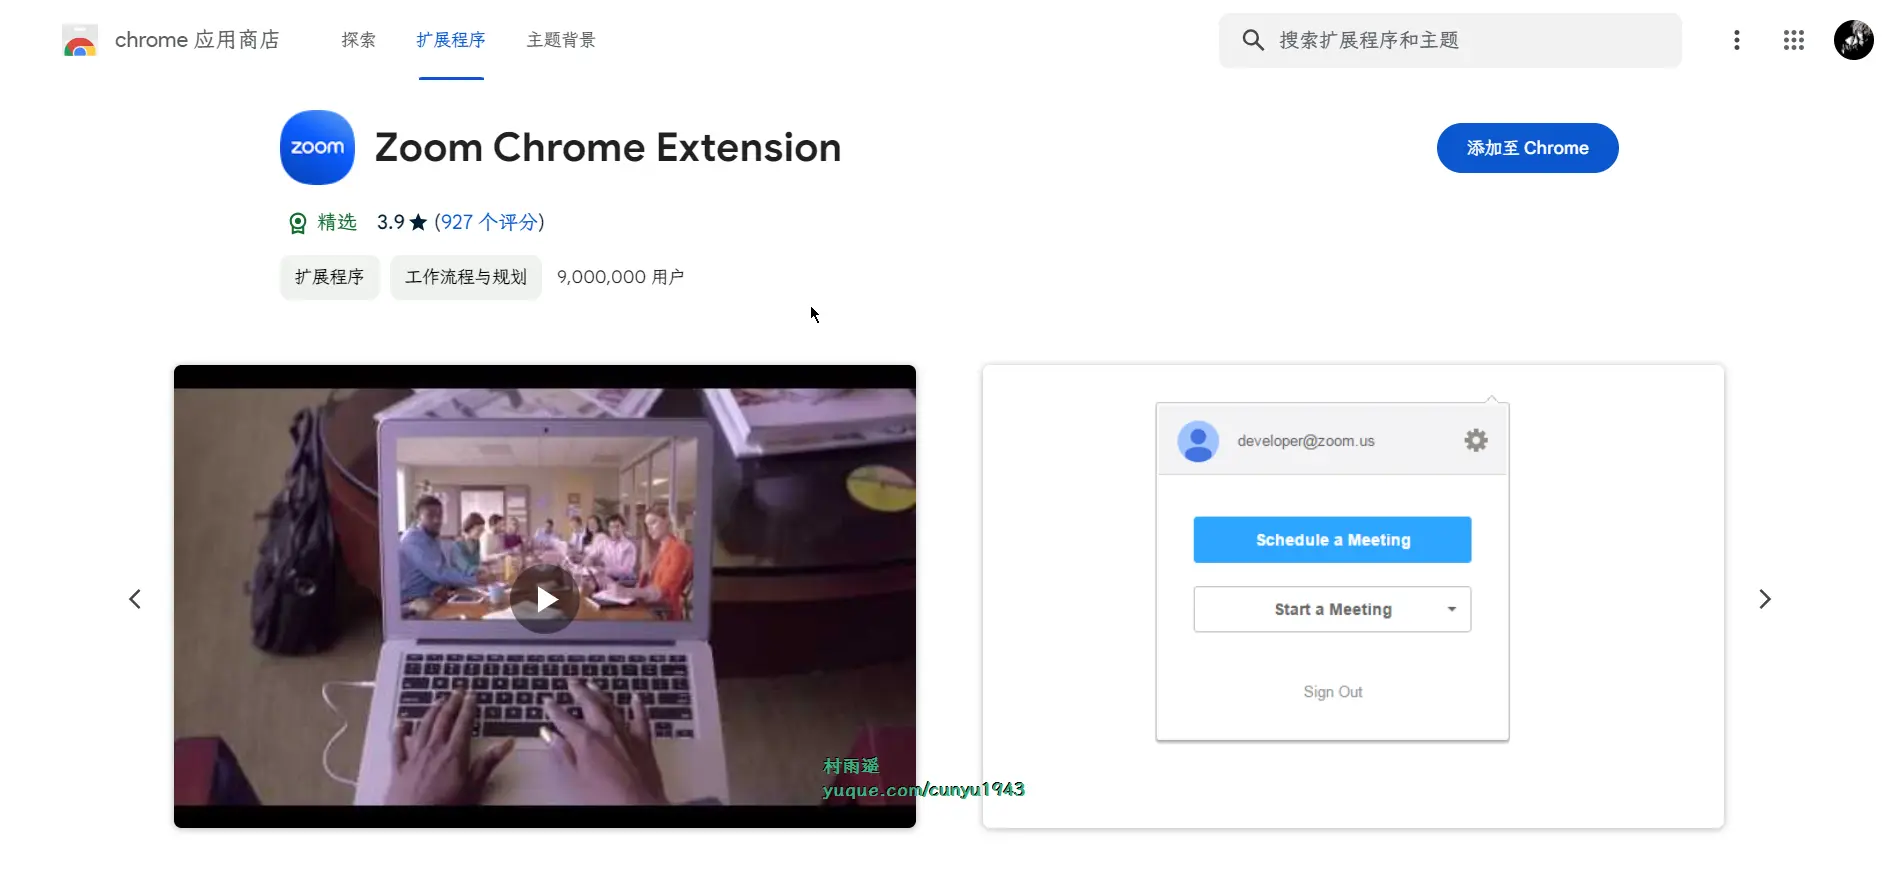 chrome 应用商店 探索 扩展程序 主题背景 搜索扩展程序和主题
zoom Zoom Chrome Extension 添加至 Chrome
精选 3.9★ (927 个评分)
扩展程序 工作流程与规划 9,000,000 用户
developer@zoom.us
Schedule a Meeting
Start a Meeting
Sign Out
村雨遥
yuque.com/cunyu1943